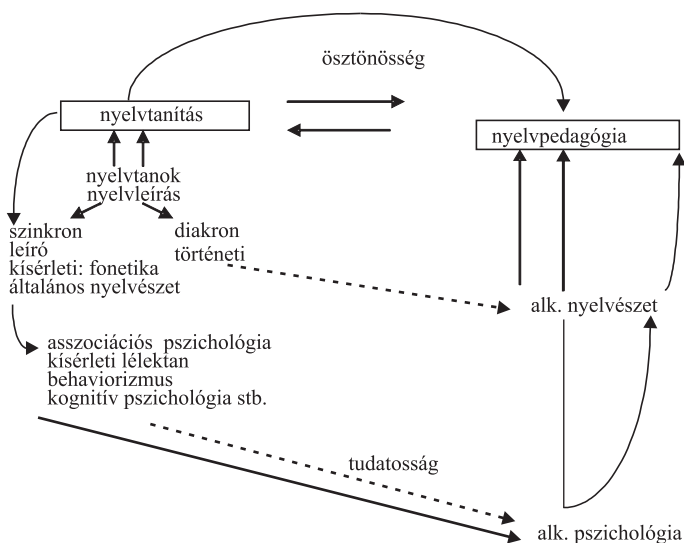 ösztönösség
nyelvtanítás
nyelvpedagógia
nyelvtanok
nyelvleírás
szinkron
leíró
kísérleti: fonetika
általános nyelvészet
diakron
történeti
alk. nyelvészet
asszociációs pszichológia
kísérleti lélektan
behaviorizmus
kognitív pszichológia stb.
tudatosság
alk. pszichológia